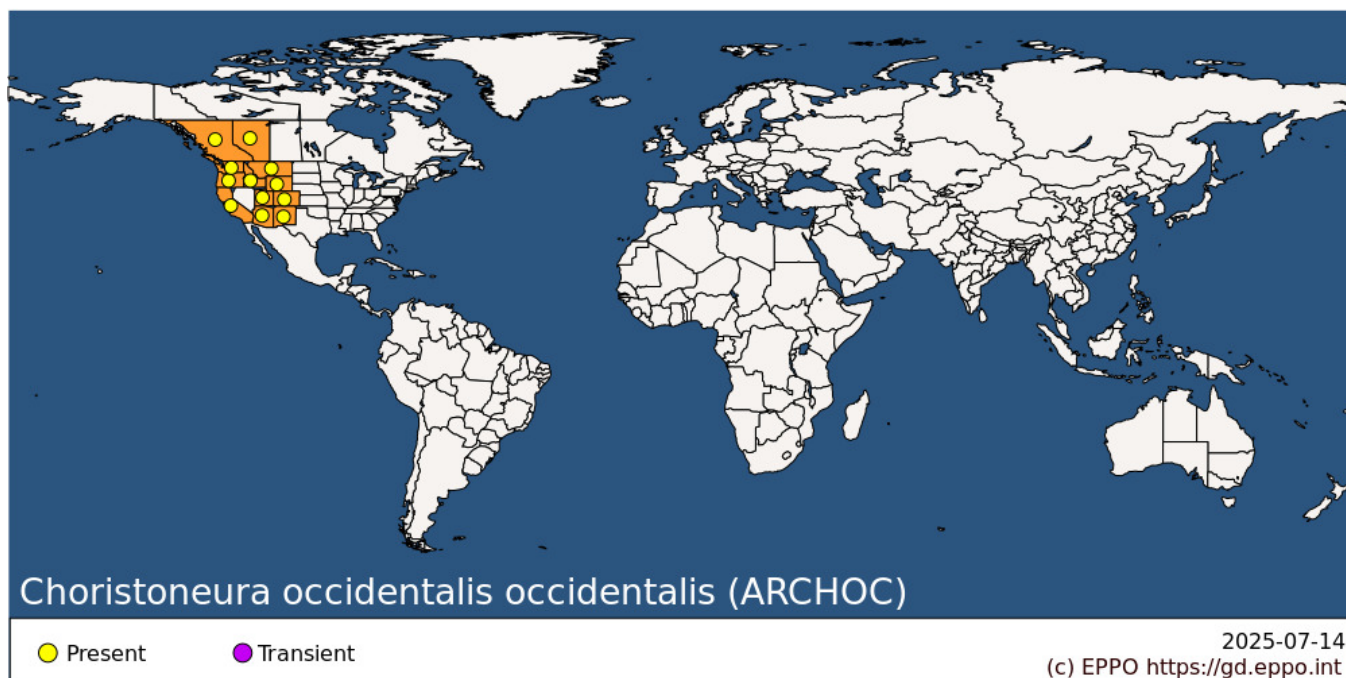 Choristoneura occidentalis occidentalis (ARCHOC)
Present
Transient
2025-07-14
(c) EPPO https://gd.eppo.int